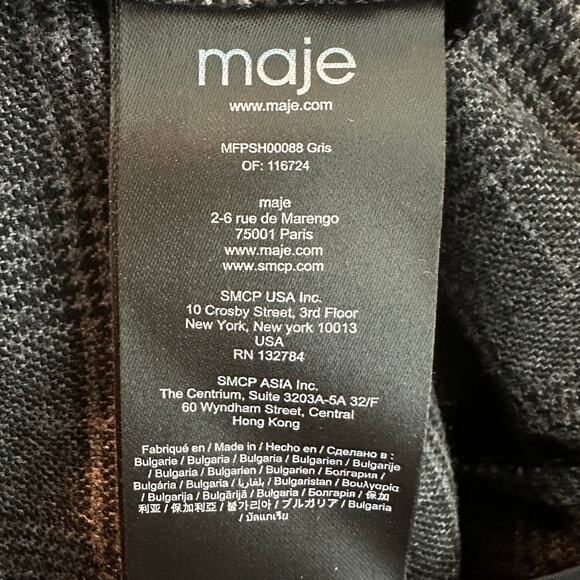 maje
www.maje.com
MFPSH00088 Gris
OF: 116724
maje
2-6 rue de Marengo
75001 Paris
www.maje.com
www.smcp.com
SMCP USA Inc.
10 Crosby Street, 3rd Floor
New York, New york 10013
USA
RN 132784
SMCP ASIA Inc.
The Centrium, Suite 3203A-5A 32/F
60 Wyndham Street, Central
Hong Kong
Fabriqué en / Made in / Hecho en / Сделано в :
Bulgarie / Bulgaria / Bulgaria / Bulgarien / Bulgarije
/ Bulgaria / Bulgarien / Bulgarien / Болгария /
Bulgária / Bulgaria / بلغاريا / Bulgaristan / Βουλγαρία
/ Bulgarija / Bulgārijā / Bulgaria / Болгарія / 保加
利亚 / 保加利亞 / 불가리아 / ブルガリア / Bulgaria
/ บัลแกเรีย